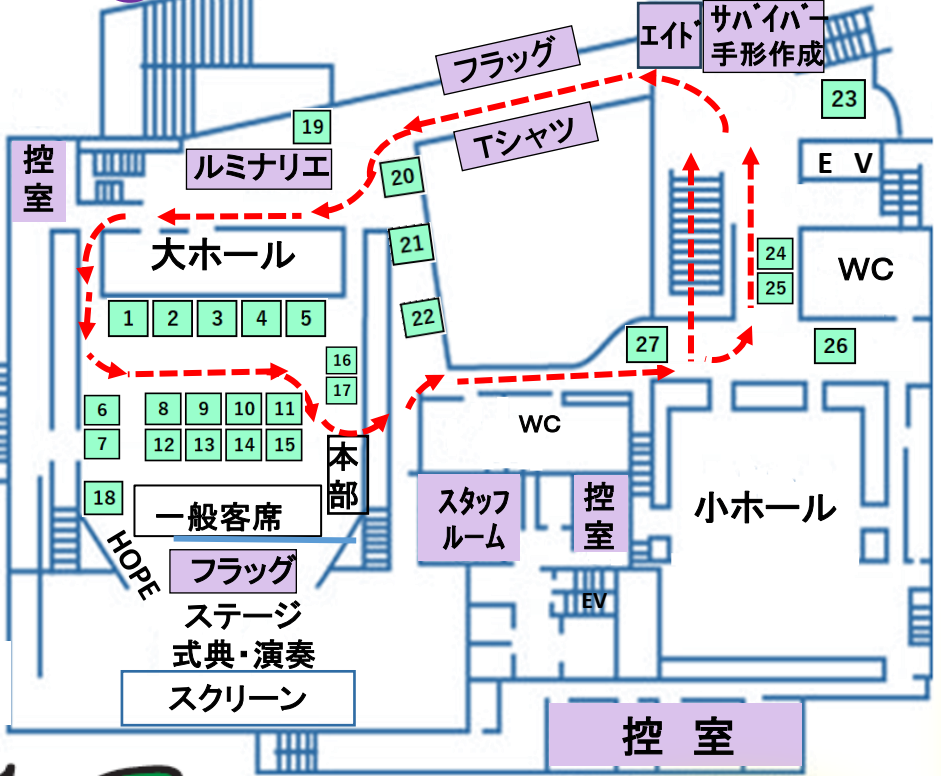 エイド
サバイバー
手形作成
フラッグ
23
19
Tシャツ
控
室
ルミナリエ
EV
20
大ホール
21
24
WC
25
1 2 3 4 5
22
27
26
16
17
6 8 9 10 11
7 12 13 14 15
WC
本
部
18
一般客席
スタッフ
ルーム
控
室
小ホール
HOPE
フラッグ
EV
ステージ
式典・演奏
スクリーン
控室